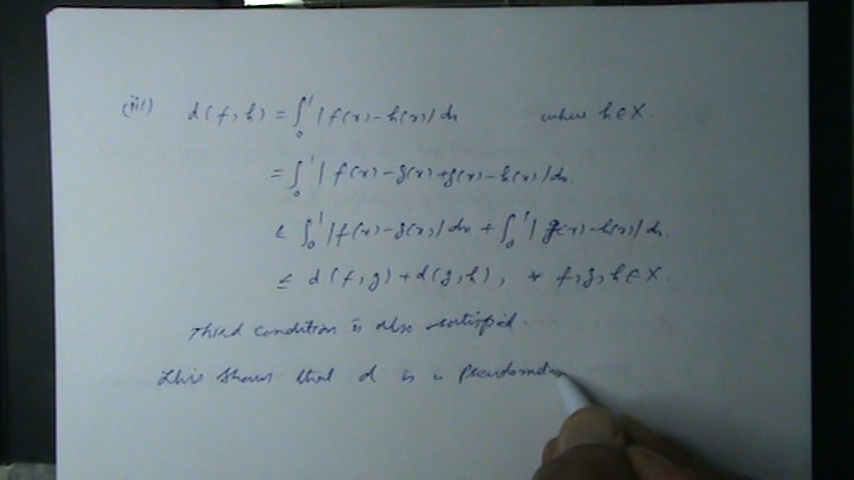 (iii) d(f,h) = ∫₀¹ |f(x) - h(x)| dx where h ∈ X.
= ∫₀¹ | f(x) - g(x) + g(x) - h(x) | dx.
≤ ∫₀¹ |f(x) - g(x)| dx + ∫₀¹ | g(x) - h(x)| dx.
≤ d(f,g) + d(g,h), ∀ f,g,h ∈ X.
Third condition is also satisfied.
This shows that d is a Pseudometri